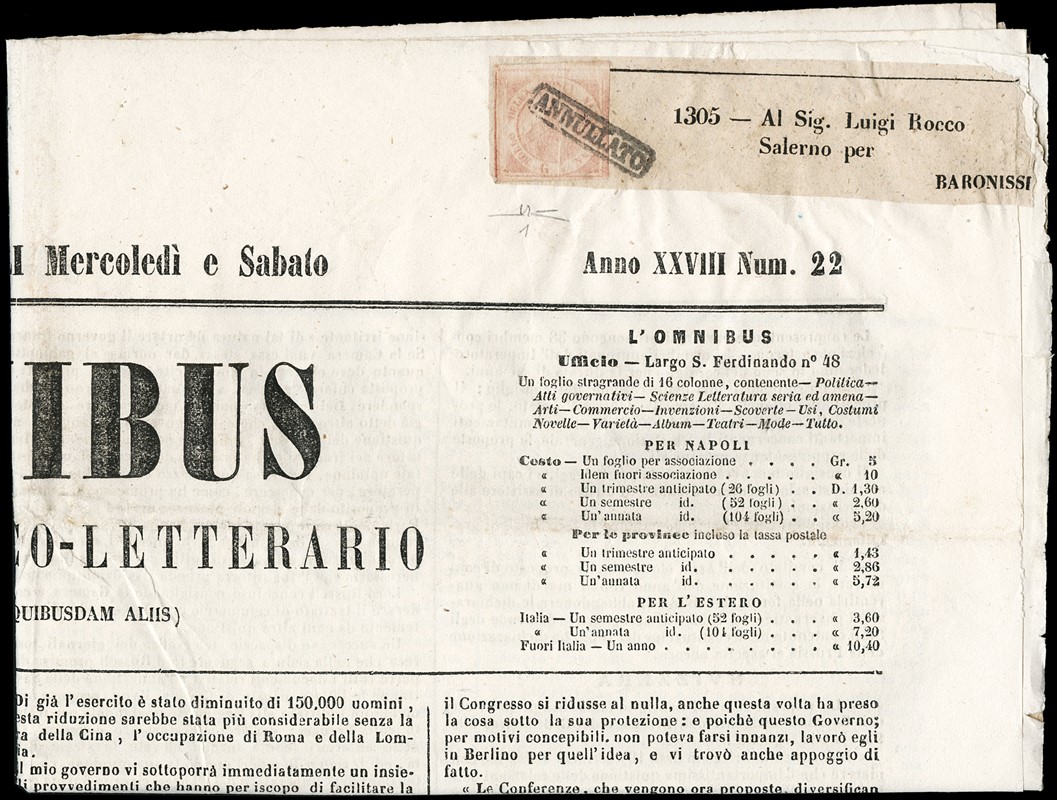 ANNULLATO
1305 — Al Sig. Luigi Rocco
Salerno per
BARONISSI
Mercoledì e Sabato
Anno XXVIII Num. 22
IBUS
CO-LETTERARIO
QUIBUSDAM ALIIS)
L'OMNIBUS
Ufficio — Largo S. Ferdinando n° 48
Un foglio stragrande di 16 colonne, contenente — Politica —
Atti governativi — Scienze Letteratura seria ed amena —
Arti — Commercio — Invenzioni — Scoverte — Usi, Costumi
Novelle — Varietà — Album — Teatri — Mode — Tutto.
PER NAPOLI
Costo — Un foglio per associazione . . . Gr. 5
« Idem fuori associazione . . . . . « 10
« Un trimestre anticipato (26 fogli) . D. 1,30
« Un semestre id. (52 fogli) . . « 2,60
« Un'annata id. (104 fogli) . . « 5,20
Per le province incluso la tassa postale
« Un trimestre anticipato . . . . . « 1,43
« Un semestre id. . . . . . « 2,86
« Un'annata id. . . . . . « 5,72
PER L'ESTERO
Italia — Un semestre anticipato (52 fogli) . . « 3,60
« Un'annata id. (104 fogli) . . « 7,20
Fuori Italia — Un anno . . . . . . . « 10,40
Di già l'esercito è stato diminuito di 150,000 uomini,
esta riduzione sarebbe stata più considerabile senza la
ra della Cina, l'occupazione di Roma e della Lom-
ia.
Il mio governo vi sottoporrà immediatamente un insie-
di provvedimenti che hanno per iscopo di facilitare la
il Congresso si ridusse al nulla, anche questa volta ha preso
la cosa sotto la sua protezione: e poichè questo Governo;
per motivi concepibili, non poteva farsi innanzi, lavorò egli
in Berlino per quell'idea, e vi trovò anche appoggio di
fatto.
« Le Conferenze, che vengono ora proposte, diversifican